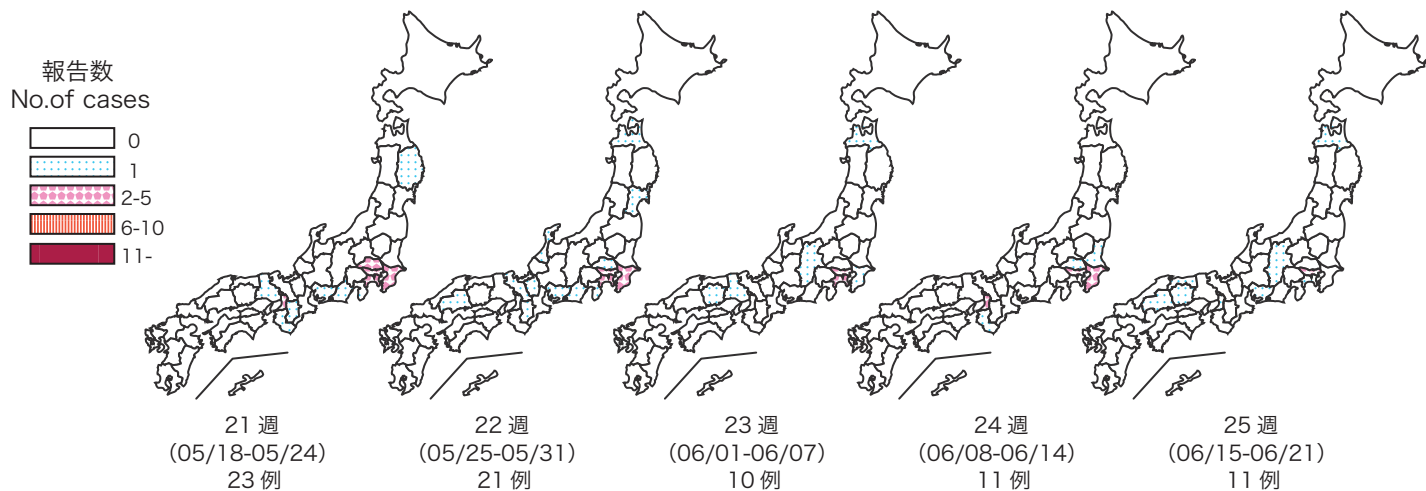 報告数
No.of cases
0
1
2-5
6-10
11-
21 週
(05/18-05/24)
23 例
22 週
(05/25-05/31)
21 例
23 週
(06/01-06/07)
10 例
24 週
(06/08-06/14)
11 例
25 週
(06/15-06/21)
11 例